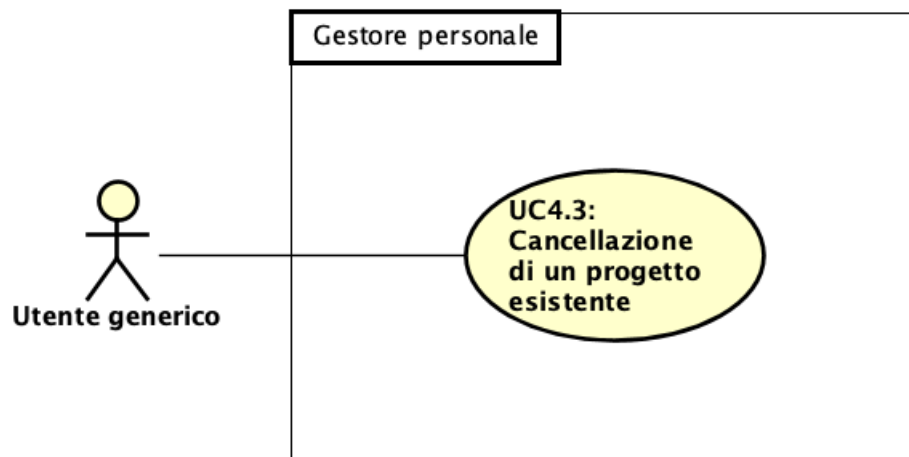 Gestore personale
UC4.3:
Cancellazione
di un progetto
esistente
Utente generico